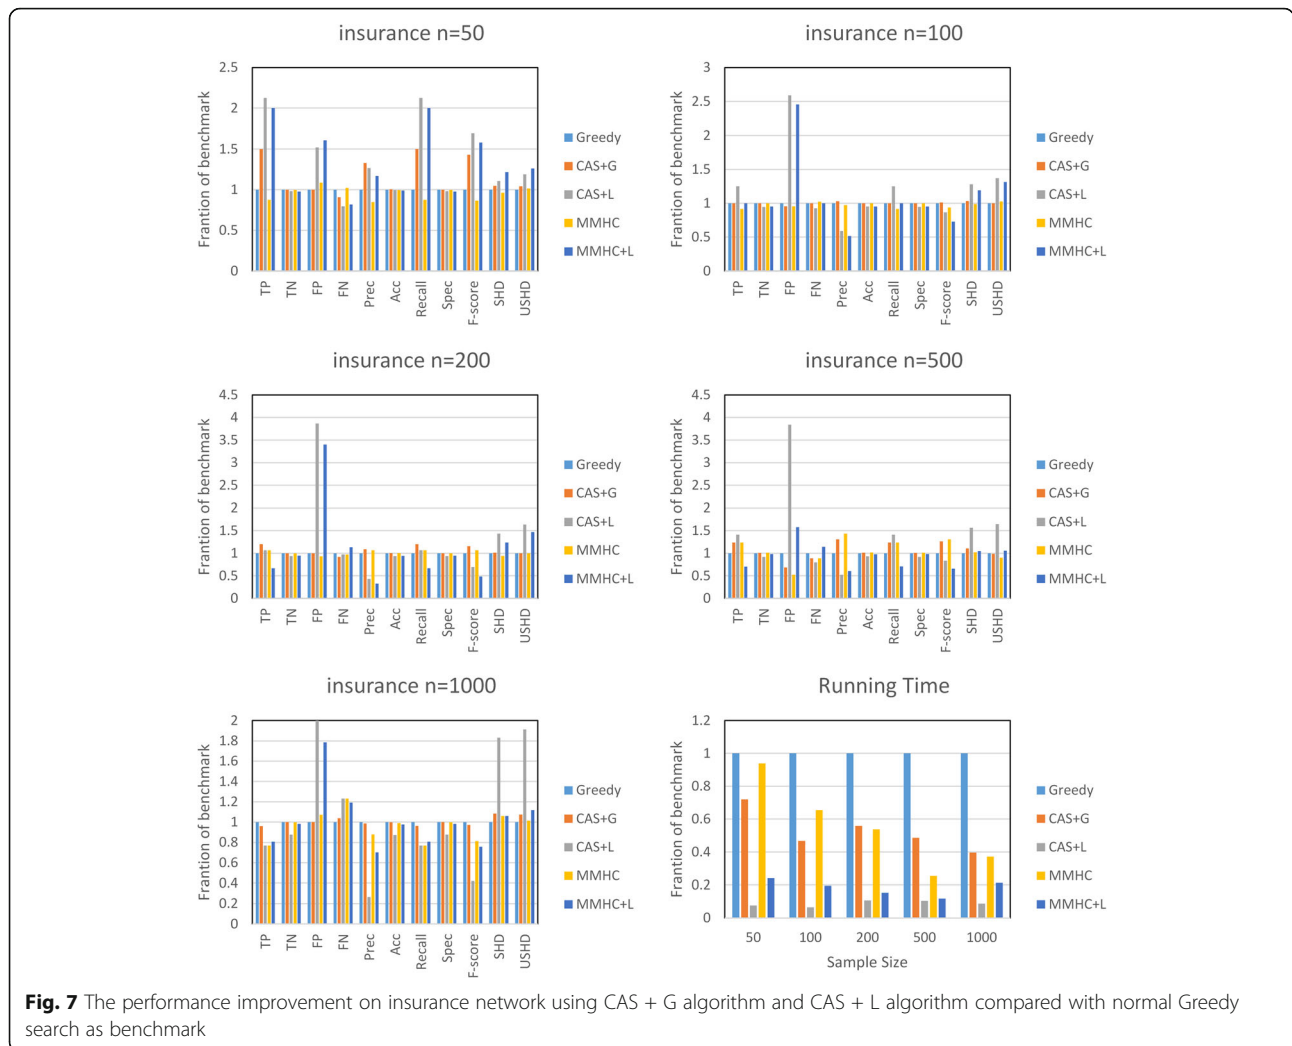 insurance n=50
Frantion of benchmark
2.5
2
1.5
1
0.5
0
TP TN FP FN Prec Acc Recall Spec F-score SHD USHD
Greedy
CAS+G
CAS+L
MMHC
MMHC+L
insurance n=100
Frantion of benchmark
3
2.5
2
1.5
1
0.5
0
TP TN FP FN Prec Acc Recall Spec F-score SHD USHD
Greedy
CAS+G
CAS+L
MMHC
MMHC+L
insurance n=200
Frantion of benchmark
4.5
4
3.5
3
2.5
2
1.5
1
0.5
0
TP TN FP FN Prec Acc Recall Spec F-score SHD USHD
Greedy
CAS+G
CAS+L
MMHC
MMHC+L
insurance n=500
Frantion of benchmark
4.5
4
3.5
3
2.5
2
1.5
1
0.5
0
TP TN FP FN Prec Acc Recall Spec F-score SHD USHD
Greedy
CAS+G
CAS+L
MMHC
MMHC+L
insurance n=1000
Frantion of benchmark
2
1.8
1.6
1.4
1.2
1
0.8
0.6
0.4
0.2
0
TP TN FP FN Prec Acc Recall Spec F-score SHD USHD
Greedy
CAS+G
CAS+L
MMHC
MMHC+L
Running Time
Frantion of benchmark
1.2
1
0.8
0.6
0.4
0.2
0
50 100 200 500 1000
Sample Size
Greedy
CAS+G
CAS+L
MMHC
MMHC+L
Fig. 7 The performance improvement on insurance network using CAS + G algorithm and CAS + L algorithm compared with normal Greedy
search as benchmark